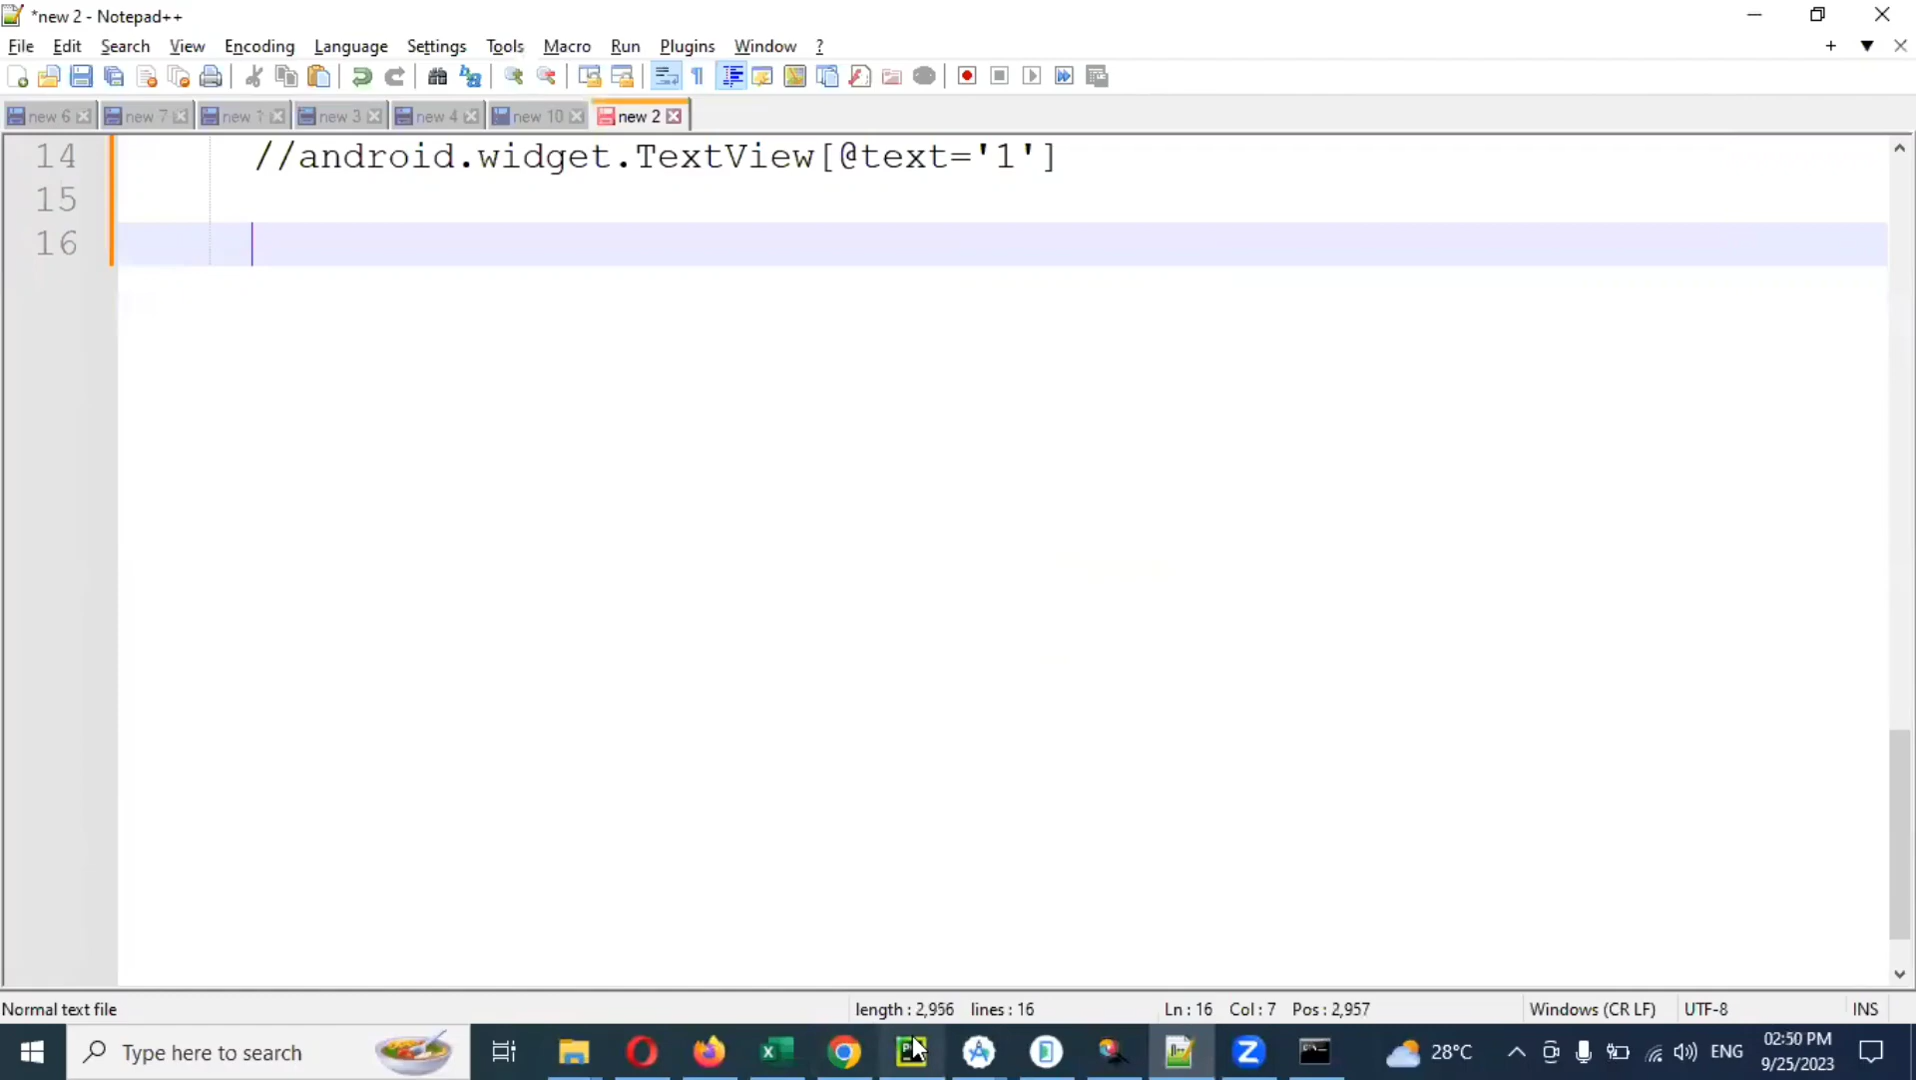 *new 2 - Notepad++
File Edit Search View Encoding Language Settings Tools Macro Run Plugins Window ?
new 6 new 7 new 1 new 3 new 4 new 10 new 2
14 //android.widget.TextView[@text='1']
15
16
Normal text file length : 2,956 lines : 16 Ln : 16 Col : 7 Pos : 2,957 Windows (CR LF) UTF-8 INS
Type here to search 28°C ENG 02:50 PM
9/25/2023